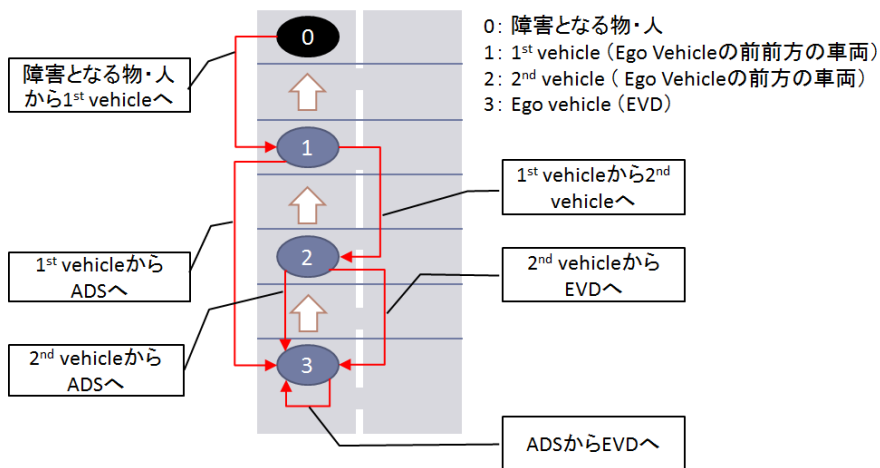 0
0: 障害となる物・人
1: 1st vehicle (Ego Vehicleの前前方の車両)
2: 2nd vehicle ( Ego Vehicleの前方の車両)
3: Ego vehicle (EVD)
障害となる物・人
から1st vehicleへ
1
1st vehicleから2nd
vehicleへ
2
1st vehicleから
ADSへ
2nd vehicleから
EVDへ
2nd vehicleから
ADSへ
3
ADSからEVDへ